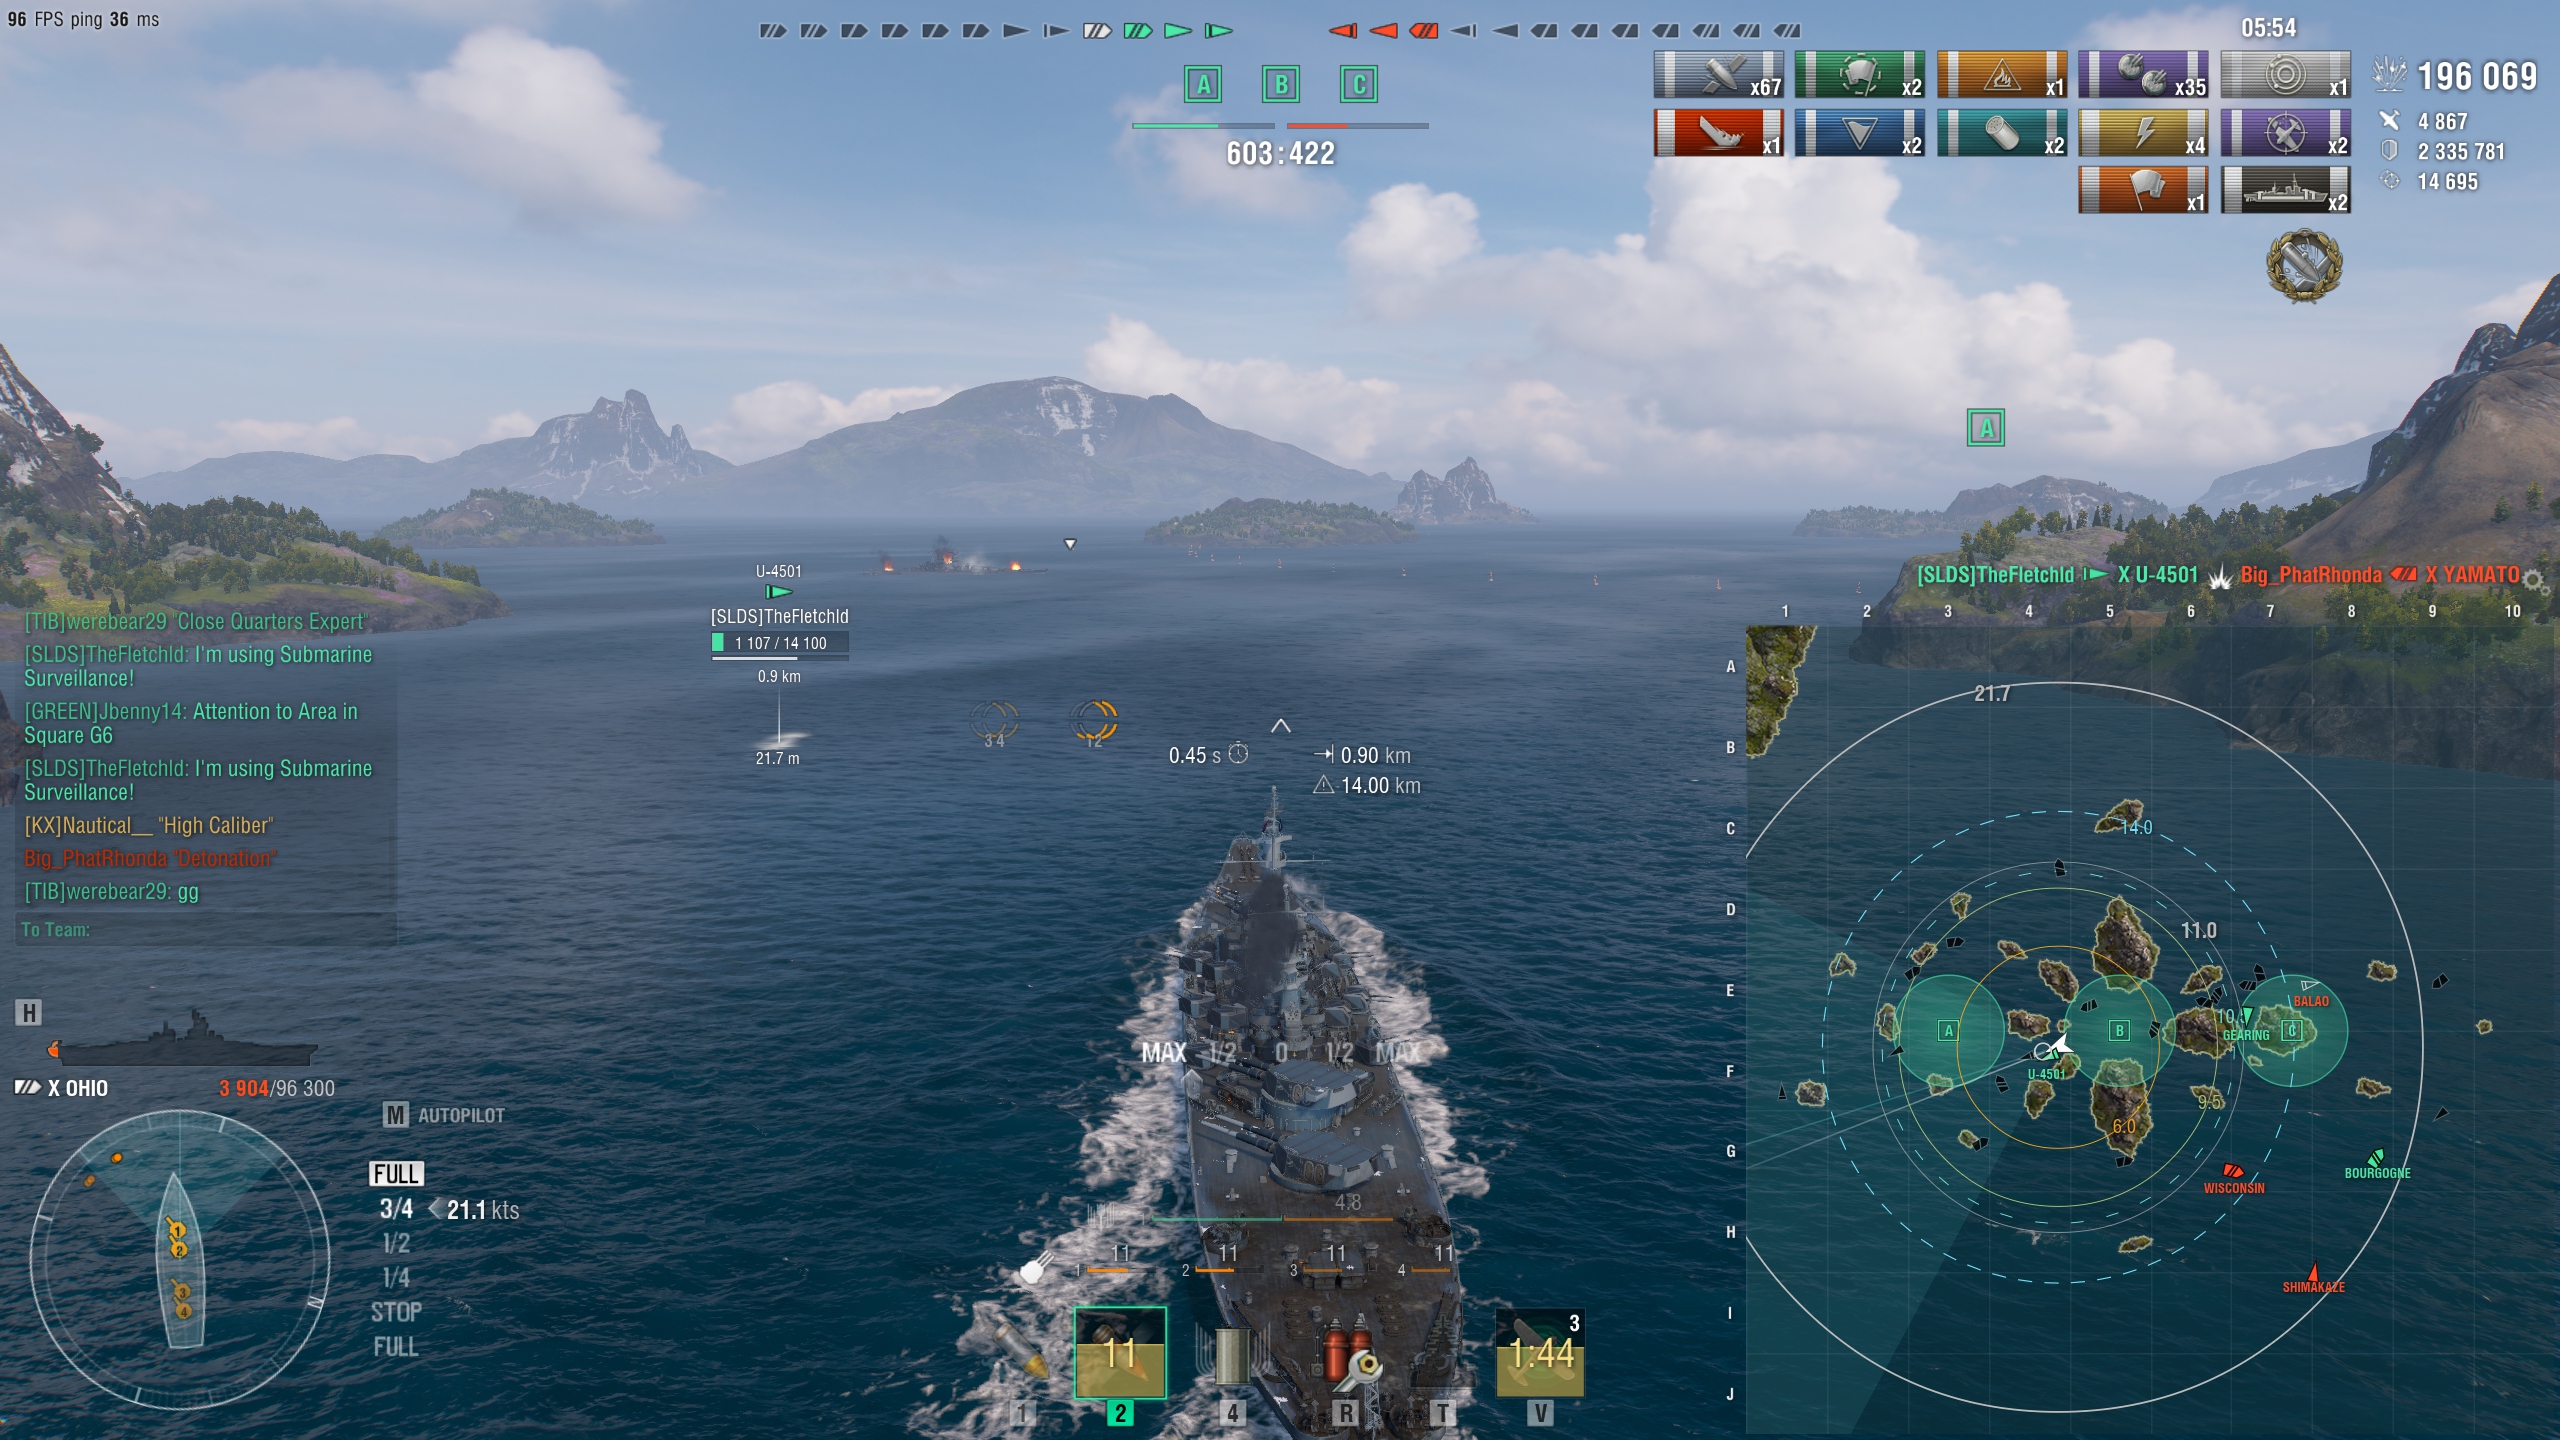 96 FPS ping 36 ms
05:54
A B C
603:422
x67 x2 x1 x35 x1
x1 x2 x2 x4 x2
x1 x2
196 069
4 867
2 335 781
14 695
A
[SLDS]TheFletchld X U-4501 Big_PhatRhonda X YAMATO
U-4501
[SLDS]TheFletchld
1 107 / 14 100
0.9 km
21.7 m
34
12
0.45 s
0.90 km
14.00 km
[TIB]werebear29 "Close Quarters Expert"
[SLDS]TheFletchld: I'm using Submarine
Surveillance!
[GREEN]Jbenny14: Attention to Area in
Square G6
[SLDS]TheFletchld: I'm using Submarine
Surveillance!
[KX]Nautical__ "High Caliber"
Big_PhatRhonda "Detonation"
[TIB]werebear29: gg
To Team:
H
X OHIO
3 904/96 300
M AUTOPILOT
FULL
3/4
21.1 kts
1/2
1/4
STOP
FULL
1
2
3
4
N
MAX 1/2 0 1/2 MAX
4.8
11 11 11 11
1 2 3 4
11
3
1:44
1 2 4 R T V
1 2 3 4 5 6 7 8 9 10
A
B
C
D
E
F
G
H
I
J
21.7
14.0
11.0
9.5
6.0
A
B
C
BALAO
GEARING
U-4501
BOURGOGNE
WISCONSIN
SHIMAKAZE